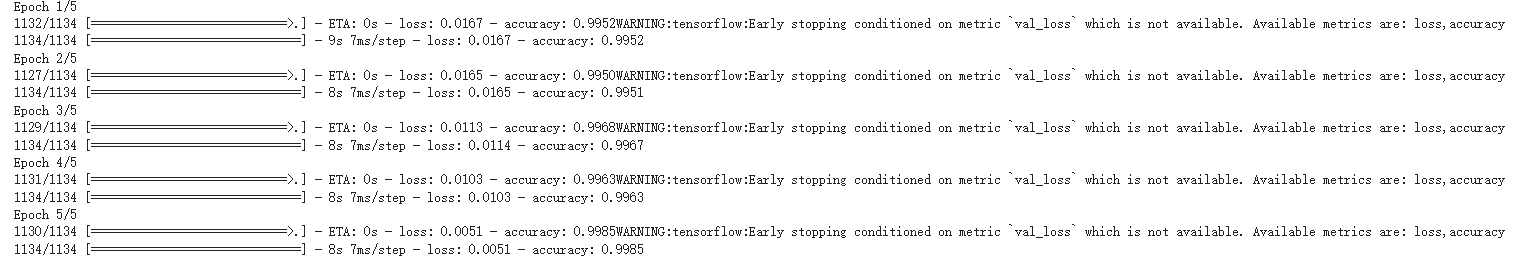 Epoch 1/5
1132/1134 [============================>.] - ETA: 0s - loss: 0.0167 - accuracy: 0.9952WARNING:tensorflow:Early stopping conditioned on metric `val_loss` which is not available. Available metrics are: loss,accuracy
1134/1134 [==============================] - 9s 7ms/step - loss: 0.0167 - accuracy: 0.9952
Epoch 2/5
1127/1134 [============================>.] - ETA: 0s - loss: 0.0165 - accuracy: 0.9950WARNING:tensorflow:Early stopping conditioned on metric `val_loss` which is not available. Available metrics are: loss,accuracy
1134/1134 [==============================] - 8s 7ms/step - loss: 0.0165 - accuracy: 0.9951
Epoch 3/5
1129/1134 [============================>.] - ETA: 0s - loss: 0.0113 - accuracy: 0.9968WARNING:tensorflow:Early stopping conditioned on metric `val_loss` which is not available. Available metrics are: loss,accuracy
1134/1134 [==============================] - 8s 7ms/step - loss: 0.0114 - accuracy: 0.9967
Epoch 4/5
1131/1134 [============================>.] - ETA: 0s - loss: 0.0103 - accuracy: 0.9963WARNING:tensorflow:Early stopping conditioned on metric `val_loss` which is not available. Available metrics are: loss,accuracy
1134/1134 [==============================] - 8s 7ms/step - loss: 0.0103 - accuracy: 0.9963
Epoch 5/5
1130/1134 [============================>.] - ETA: 0s - loss: 0.0051 - accuracy: 0.9985WARNING:tensorflow:Early stopping conditioned on metric `val_loss` which is not available. Available metrics are: loss,accuracy
1134/1134 [==============================] - 8s 7ms/step - loss: 0.0051 - accuracy: 0.9985